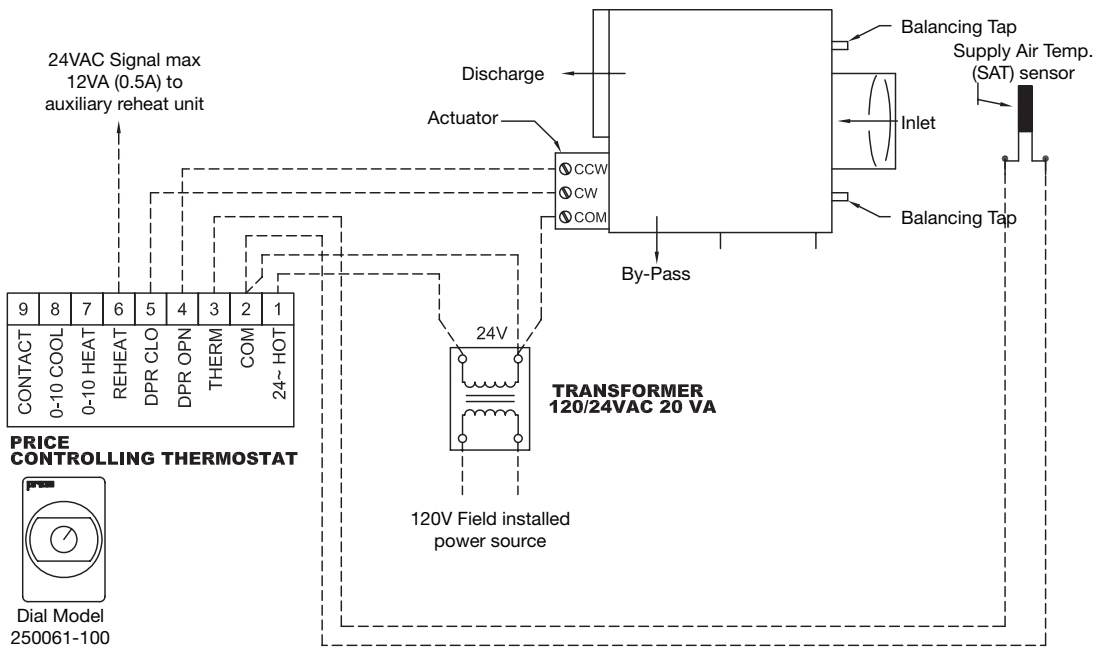 24VAC Signal max
12VA (0.5A) to
auxiliary reheat unit
Discharge
Actuator
Balancing Tap
Supply Air Temp.
(SAT) sensor
Inlet
CCW
CW
COM
Balancing Tap
By-Pass
9 8 7 6 5 4 3 2 1
CONTACT
0-10 COOL
0-10 HEAT
REHEAT
DPR CLO
DPR OPN
THERM
COM
24~ HOT
24V
TRANSFORMER
120/24VAC 20 VA
PRICE
CONTROLLING THERMOSTAT
120V Field installed
power source
price
Dial Model
250061-100